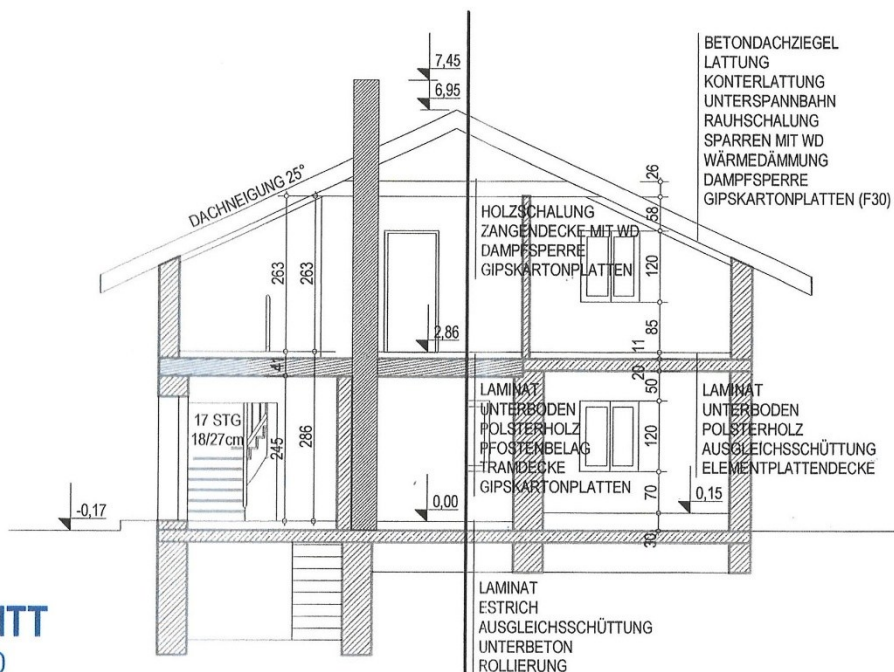 7,45
6,95
BETONDACHZIEGEL
LATTUNG
KONTERLATTUNG
UNTERSPANNBAHN
RAUHSCHALUNG
SPARREN MIT WD
WÄRMEDÄMMUNG
DAMPFSPERRE
GIPSKARTONPLATTEN (F30)
DACHNEIGUNG 25°
26
58
120
85
11
20
50
120
70
30
HOLZSCHALUNG
ZANGENDECKE MIT WD
DAMPFSPERRE
GIPSKARTONPLATTEN
263
263
2,86
41
17 STG
18/27cm
245
286
LAMINAT
UNTERBODEN
POLSTERHOLZ
PFOSTENBELAG
TRAMDECKE
GIPSKARTONPLATTEN
LAMINAT
UNTERBODEN
POLSTERHOLZ
AUSGLEICHSSCHÜTTUNG
ELEMENTPLATTENDECKE
-0,17
0,00
0,15
LAMINAT
ESTRICH
AUSGLEICHSSCHÜTTUNG
UNTERBETON
ROLLIERUNG
ITT